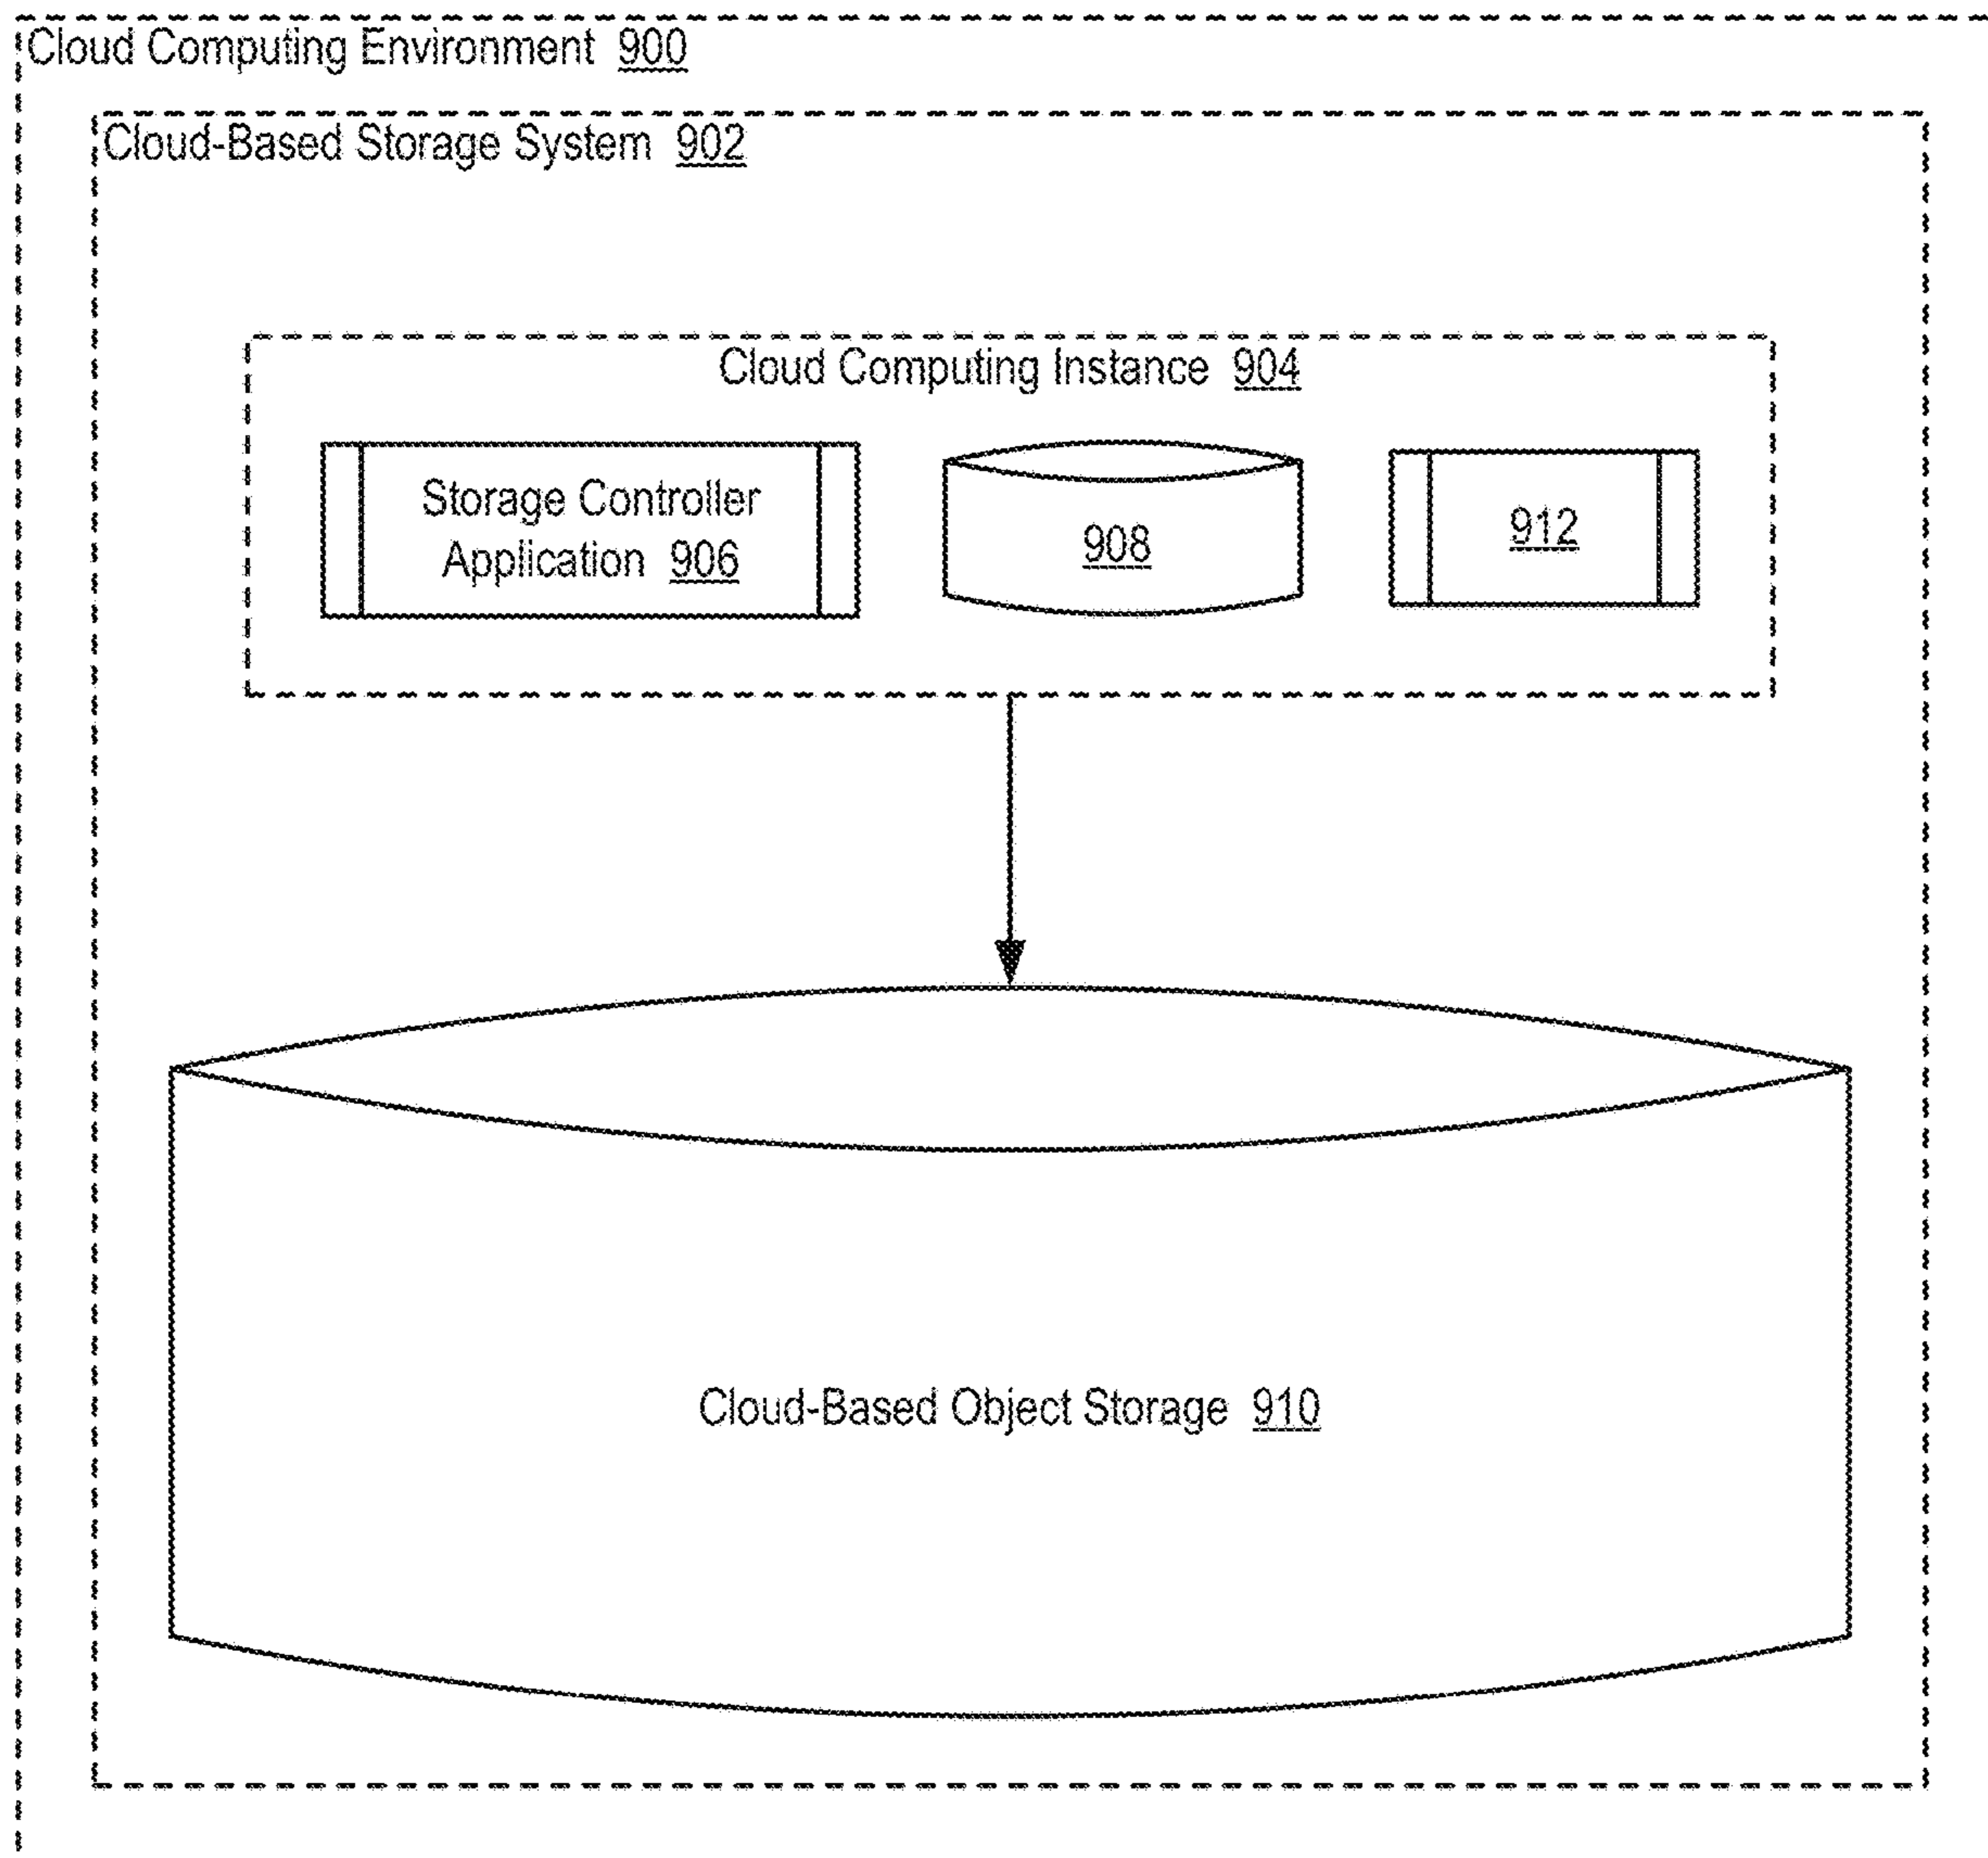 Cloud Computing Environment 900
Cloud-Based Storage System 902
Cloud Computing Instance 904
Storage Controller
Application 906
908
912
Cloud-Based Object Storage 910